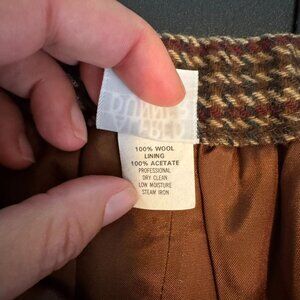 100% WOOL
LINING
100% ACETATE
PROFESSIONAL
DRY CLEAN
LOW MOISTURE
STEAM IRON